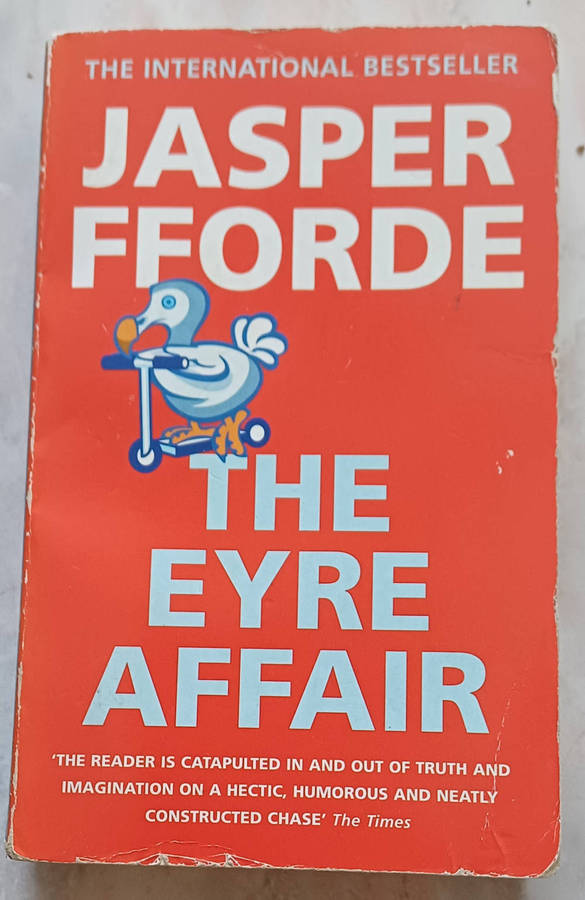 THE INTERNATIONAL BESTSELLER
JASPER
FFORDE
THE
EYRE
AFFAIR
'THE READER IS CATAPULTED IN AND OUT OF TRUTH AND
IMAGINATION ON A HECTIC, HUMOROUS AND NEATLY
CONSTRUCTED CHASE' The Times